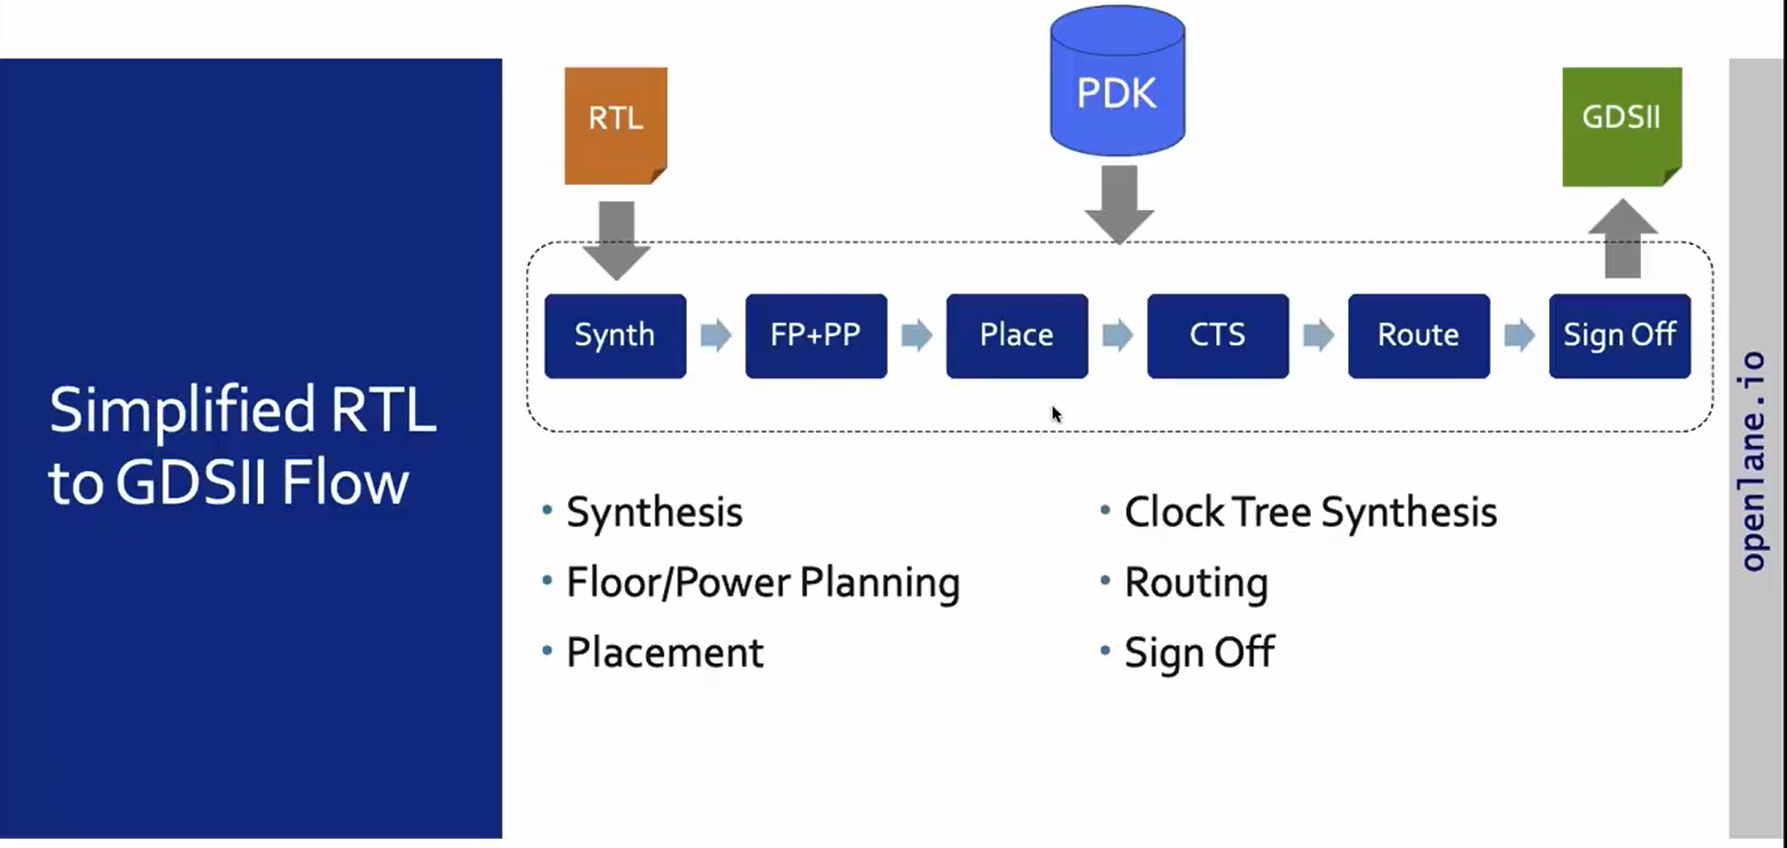 RTL
PDK
GDSII
Synth
FP+PP
Place
CTS
Route
Sign Off
Simplified RTL
to GDSII Flow
• Synthesis
• Floor/Power Planning
• Placement
• Clock Tree Synthesis
• Routing
• Sign Off
openlane.io